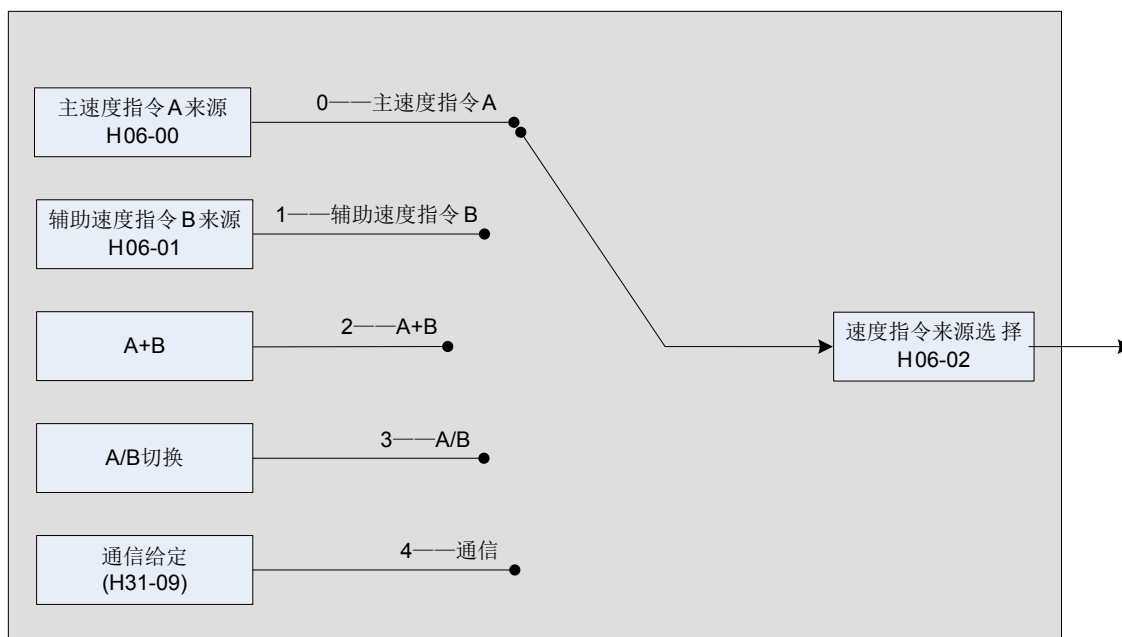 主速度指令A来源
H06-00
0——主速度指令A
辅助速度指令B来源
H06-01
1——辅助速度指令B
A+B
2——A+B
速度指令来源选择
H06-02
A/B切换
3——A/B
通信给定
(H31-09)
4——通信